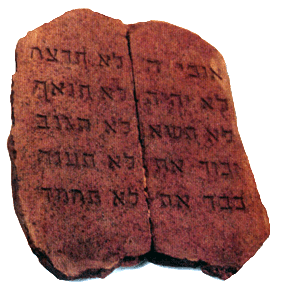 אנכי ה'
לא יהיה
לא תשא
זכור את
כבד את
לא תרצח
לא תנאף
לא תגנב
לא תענה
לא תחמד